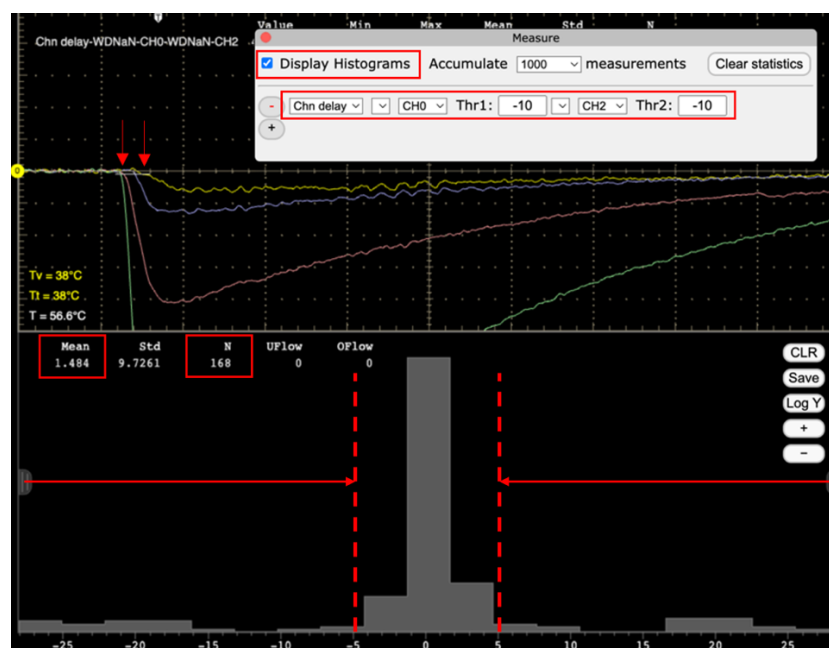 Value Min Max Mean Std N
Chn delay-WDNaN-CH0-WDNaN-CH2
Measure
Display Histograms Accumulate 1000 measurements Clear statistics
- Chn delay CH0 Thr1: -10 CH2 Thr2: -10
+
0
Tv = 38°C
Tt = 38°C
T = 56.6°C
Mean Std N UFlow OFlow
1.484 9.7261 168 0 0
CLR
Save
Log Y
+
-
-25 -20 -15 -10 -5 0 5 10 15 20 25